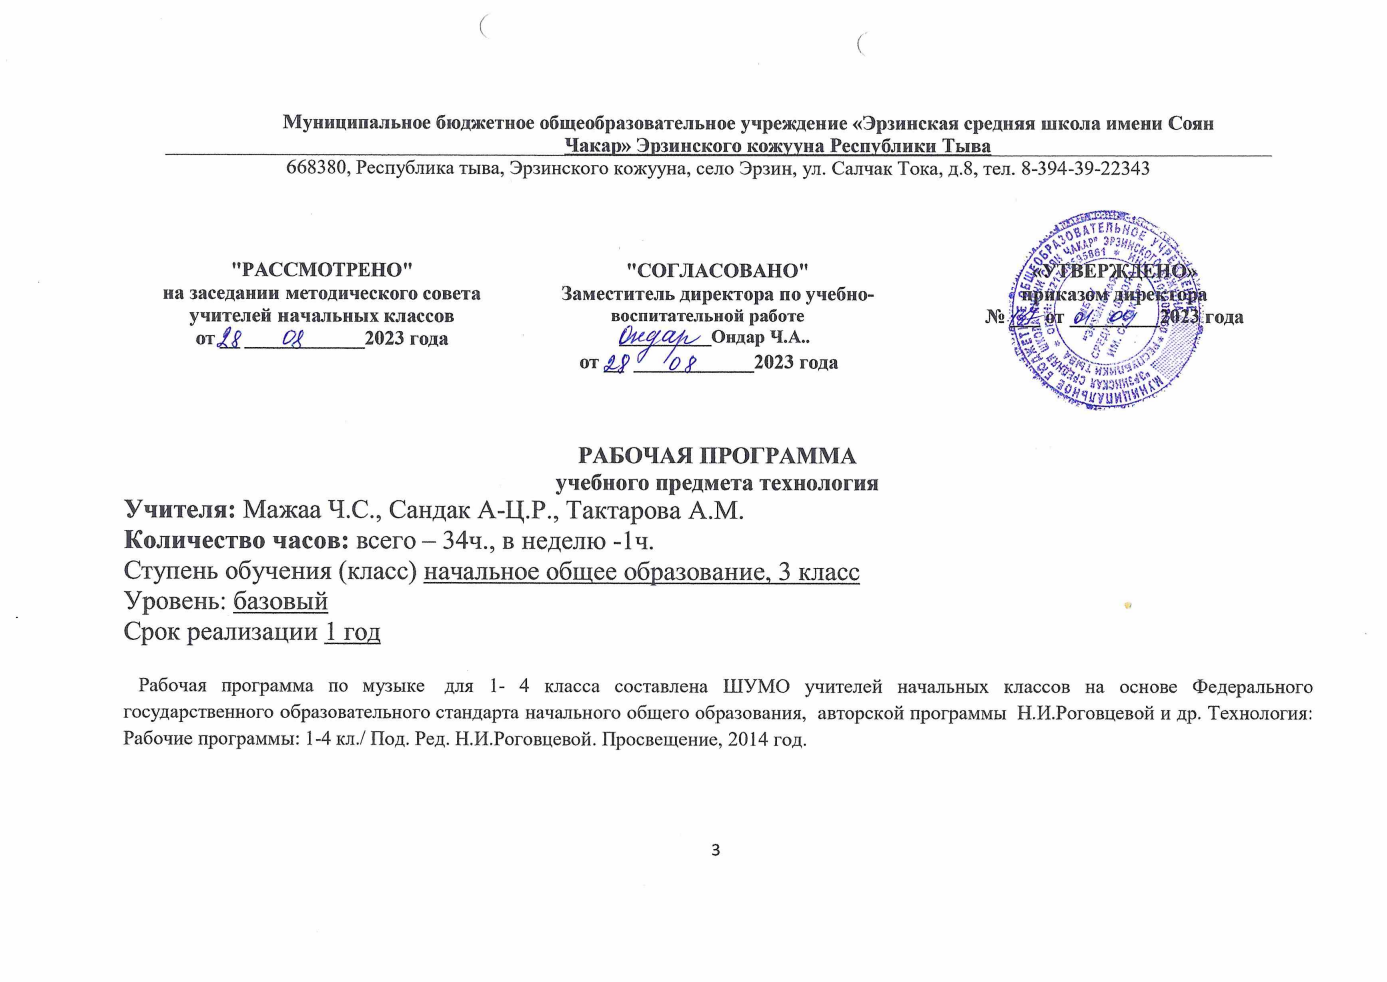 Муниципальное бюджетное общеобразовательное учреждение «Эрзинская средняя школа имени Соян
Чакар» Эрзинского кожууна Республики Тыва
668380, Республика тыва, Эрзинского кожууна, село Эрзин, ул. Салчак Тока, д.8, тел. 8-394-39-22343
"РАССМОТРЕНО"
на заседании методического совета
учителей начальных классов
от 28 08 2023 года
"СОГЛАСОВАНО"
Заместитель директора по учебно-
воспитательной работе
Ондар Ондар Ч.А..
от 28 08 2023 года
«УТВЕРЖДЕНО»
приказом директора
№ от 01 09 2023 года
МУНИЦИПАЛЬНОЕ БЮДЖЕТНОЕ ОБЩЕОБРАЗОВАТЕЛЬНОЕ УЧРЕЖДЕНИЕ
РАБОЧАЯ ПРОГРАММА
учебного предмета технология
Учителя: Мажаа Ч.С., Сандак А-Ц.Р., Тактарова А.М.
Количество часов: всего – 34ч., в неделю -1ч.
Ступень обучения (класс) начальное общее образование, 3 класс
Уровень: базовый
Срок реализации 1 год
Рабочая программа по музыке для 1- 4 класса составлена ШУМО учителей начальных классов на основе Федерального
государственного образовательного стандарта начального общего образования, авторской программы Н.И.Роговцевой и др. Технология:
Рабочие программы: 1-4 кл./ Под. Ред. Н.И.Роговцевой. Просвещение, 2014 год.
3